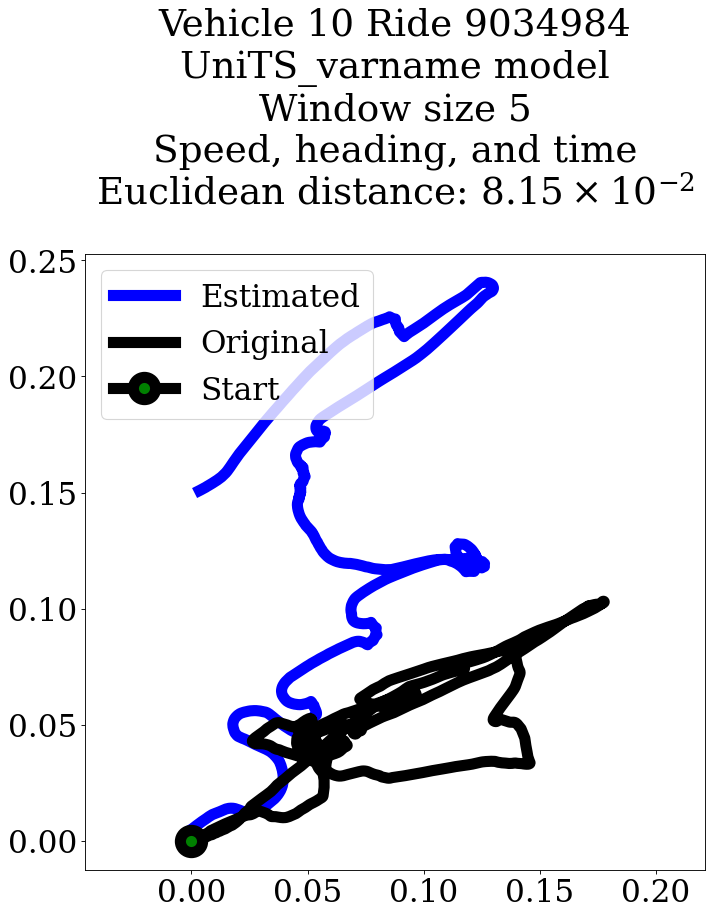 Vehicle 10 Ride 9034984
UniTS_varname model
Window size 5
Speed, heading, and time
Euclidean distance: 8.15 × 10⁻²
0.25
Estimated
Original
Start
0.20
0.15
0.10
0.05
0.00
0.00 0.05 0.10 0.15 0.20